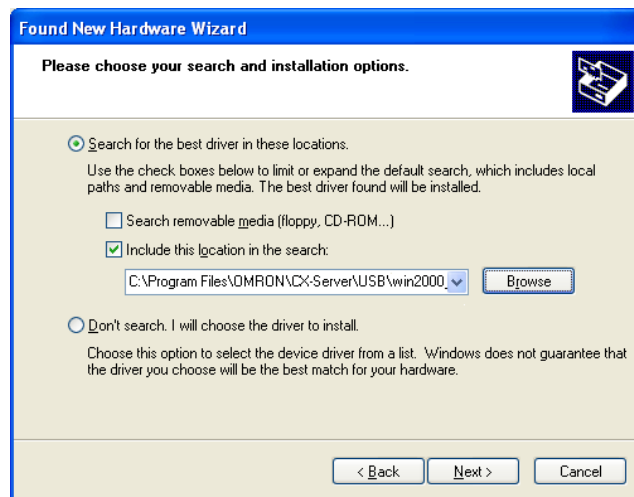 Found New Hardware Wizard
Please choose your search and installation options.
Search for the best driver in these locations.
Use the check boxes below to limit or expand the default search, which includes local
paths and removable media. The best driver found will be installed.
Search removable media (floppy, CD-ROM...)
Include this location in the search:
C:\Program Files\OMRON\CX-Server\USB\win2000_
Browse
Don't search. I will choose the driver to install.
Choose this option to select the device driver from a list. Windows does not guarantee that
the driver you choose will be the best match for your hardware.
< Back Next > Cancel